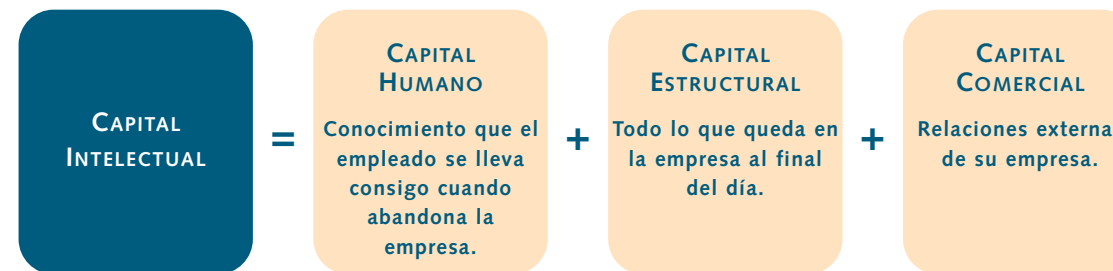 CAPITAL
INTELECTUAL
=
CAPITAL
HUMANO
Conocimiento que el
empleado se lleva
consigo cuando
abandona la
empresa.
+
CAPITAL
ESTRUCTURAL
Todo lo que queda en
la empresa al final
del día.
+
CAPITAL
COMERCIAL
Relaciones externa
de su empresa.